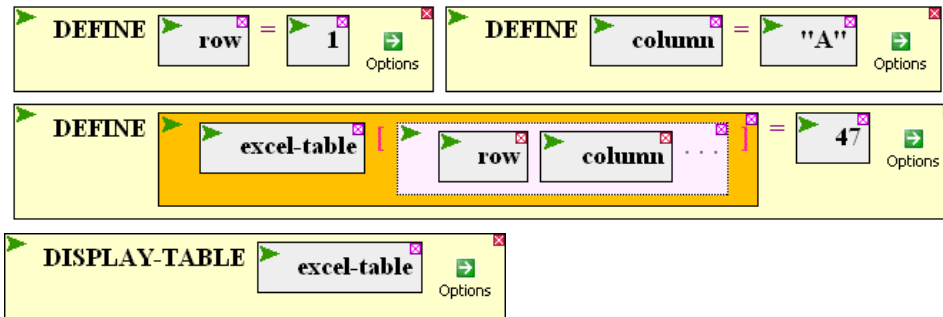 DEFINE row = 1 Options DEFINE column = "A" Options
DEFINE excel-table [ row column ... ] = 47 Options
DISPLAY-TABLE excel-table Options